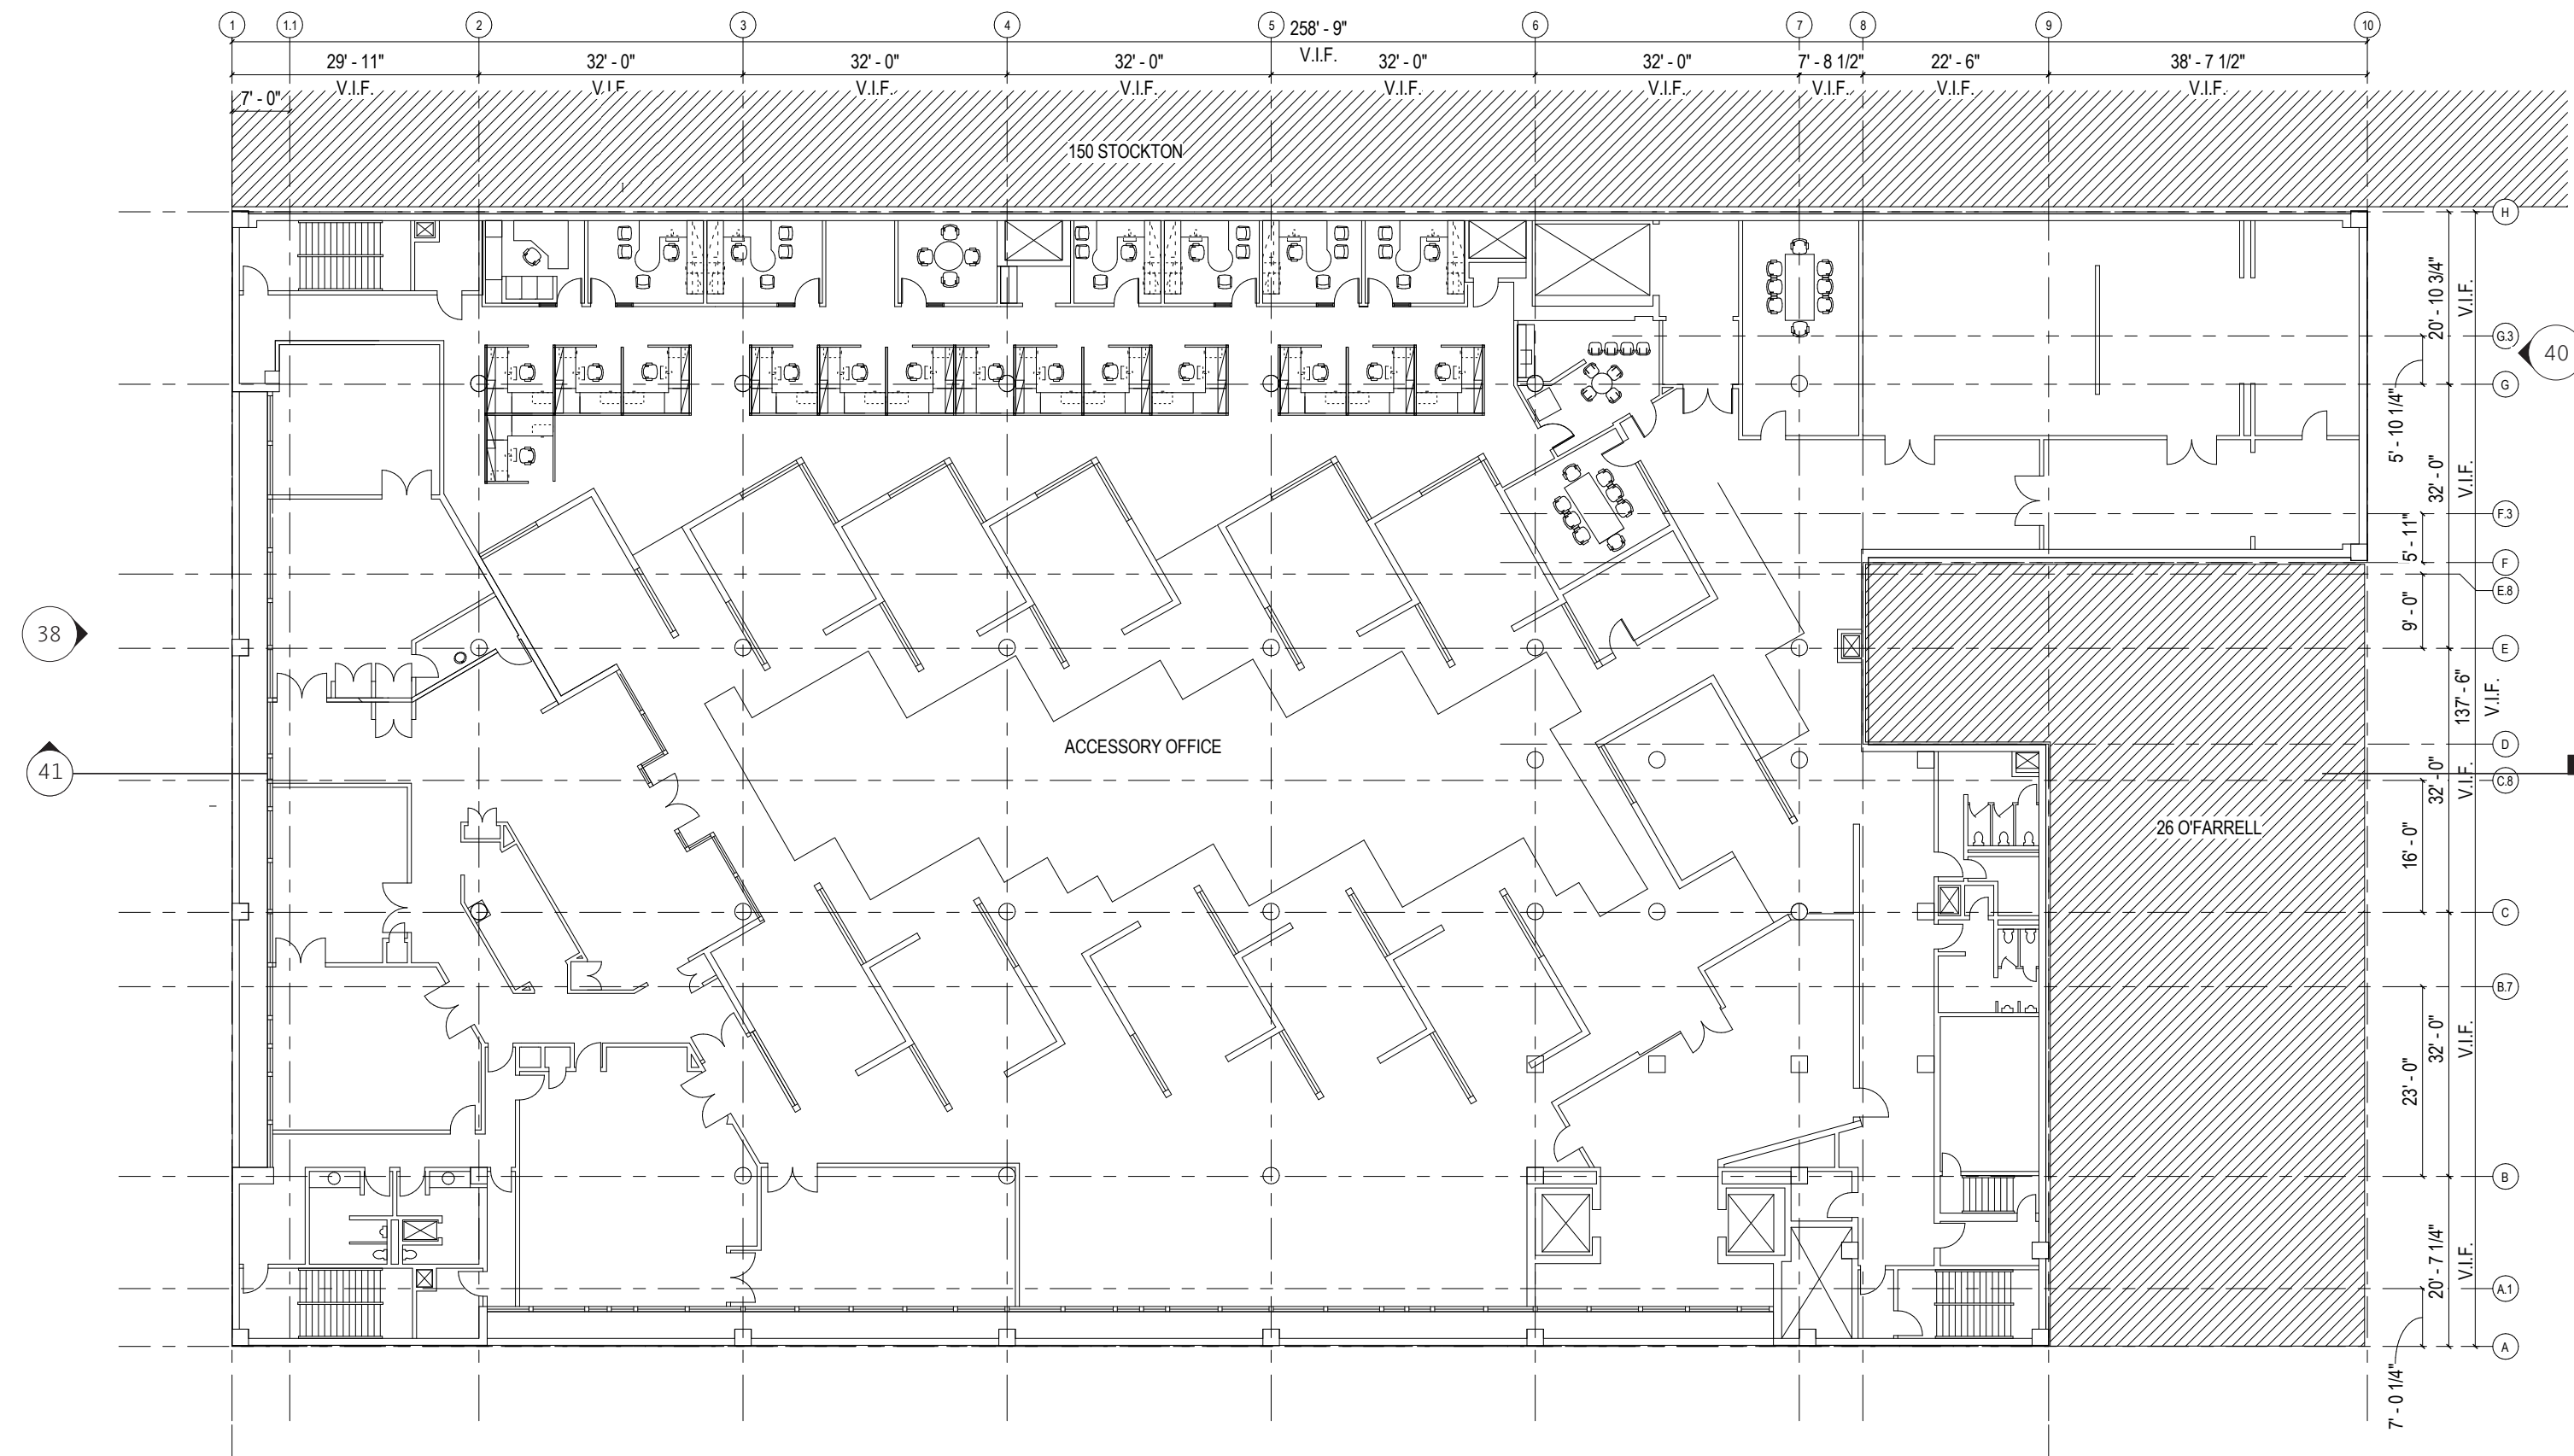 1 1.1 2 3 4 5 6 7 8 9 10
258' - 9"
V.I.F.
29' - 11" 32' - 0" 32' - 0" 32' - 0" 32' - 0" 32' - 0" 7' - 8 1/2" 22' - 6" 38' - 7 1/2"
V.I.F. V.I.F. V.I.F. V.I.F. V.I.F. V.I.F. V.I.F. V.I.F. V.I.F.
7' - 0"
150 STOCKTON
H
20' - 10 3/4"
V.I.F.
G.3
40
G
5' - 10 1/4"
32' - 0"
V.I.F.
F.3
5' - 11"
F
E.8
9' - 0"
38
E
137' - 6"
V.I.F.
ACCESSORY OFFICE
D
41
32' - 0"
V.I.F.
C.8
26 O'FARRELL
16' - 0"
C
B.7
32' - 0"
V.I.F.
23' - 0"
B
20' - 7 1/4"
V.I.F.
A.1
A
7' - 0 1/4"